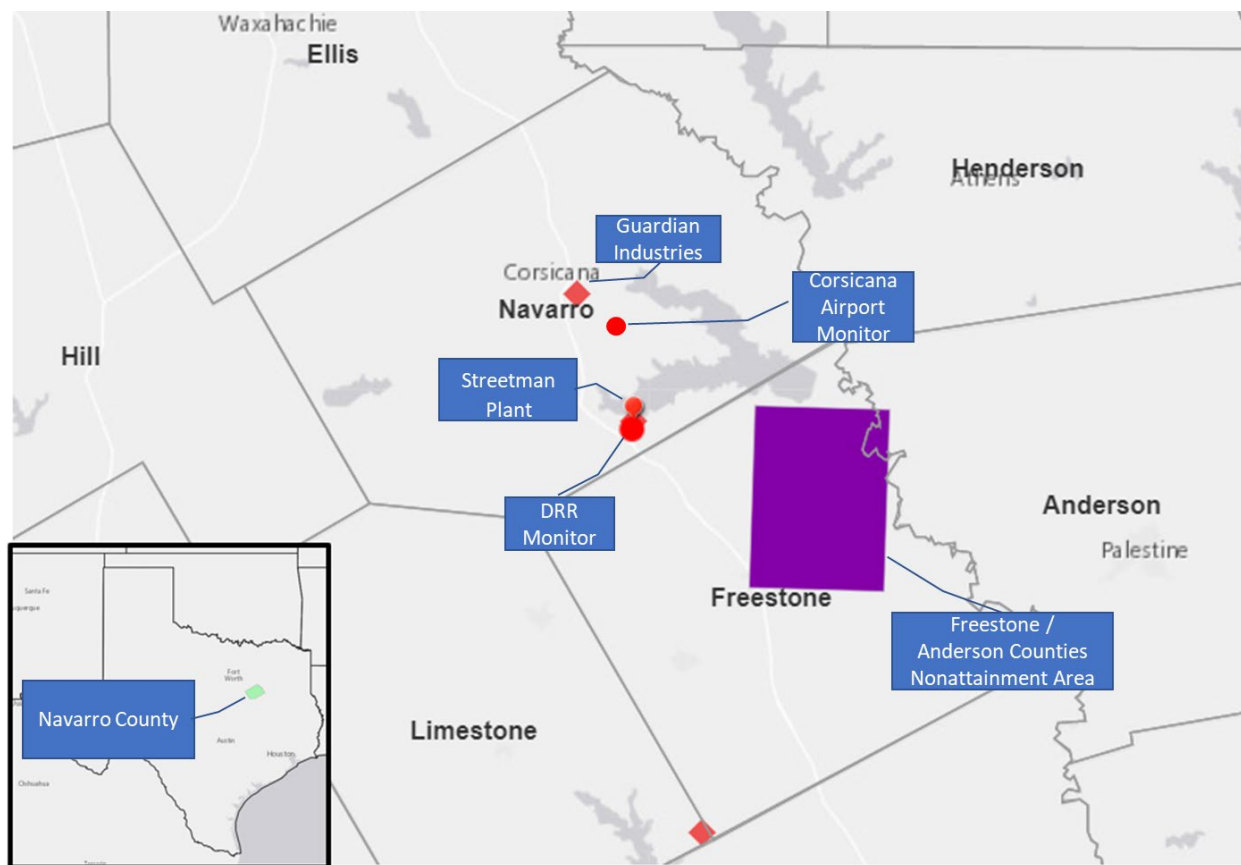 Waxahachie
Ellis
Henderson
Athens
Guardian
Industries
Corsicana
Navarro
Corsicana
Airport
Monitor
Hill
Streetman
Plant
DRR
Monitor
Anderson
Palestine
Freestone
Freestone /
Anderson Counties
Nonattainment Area
Limestone
Santa Fe
uquerque
Fort
Worth
Navarro County
Austin
Houston
Chihuahua